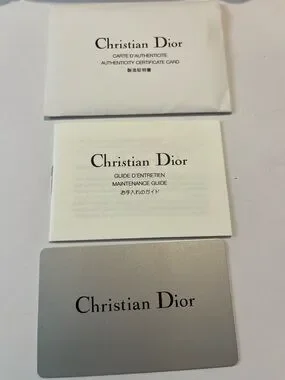 Christian Dior
CARTE D'AUTHENTICITE
AUTHENTICITY CERTIFICATE CARD
製造証明書
Christian Dior
GUIDE D'ENTRETIEN
MAINTENANCE GUIDE
お手入れのガイド
Christian Dior